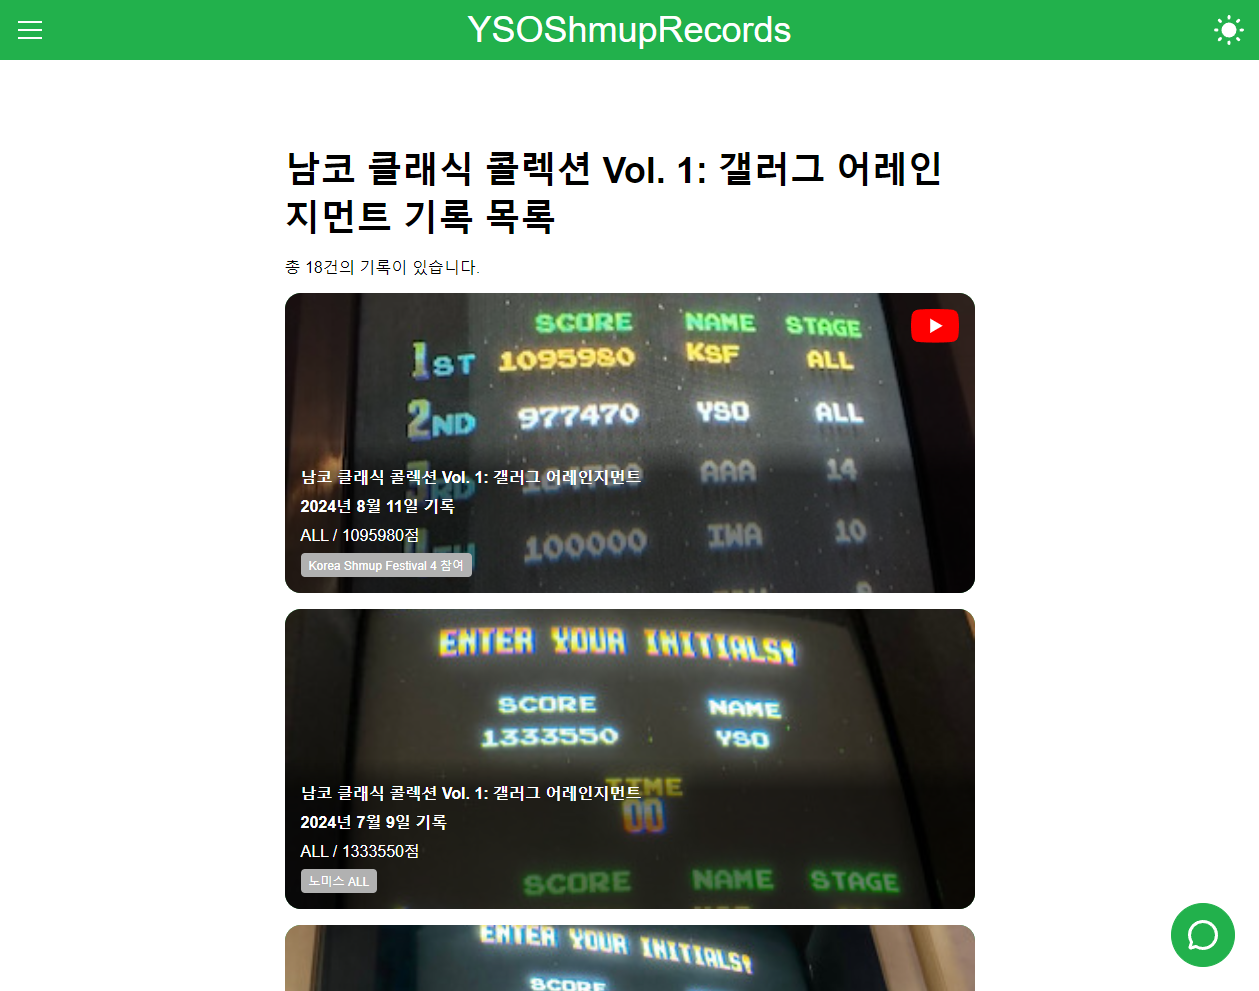 YSOShmupRecords
남코 클래식 콜렉션 Vol. 1: 갤러그 어레인
지먼트 기록 목록
총 18건의 기록이 있습니다.
SCORE NAME STAGE
1ST 1095980 KSF ALL
2ND 977470 YSO ALL
3RD AAA 14
남코 클래식 콜렉션 Vol. 1: 갤러그 어레인지먼트
2024년 8월 11일 기록
ALL / 1095980점
4TH 100000 IWA 10
Korea Shmup Festival 4 참여
ENTER YOUR INITIALS!
SCORE NAME
1333550 YSO
TIME
00
남코 클래식 콜렉션 Vol. 1: 갤러그 어레인지먼트
2024년 7월 9일 기록
ALL / 1333550점
노미스 ALL
SCORE NAME STAGE
ENTER YOUR INITIALS!
SCORE